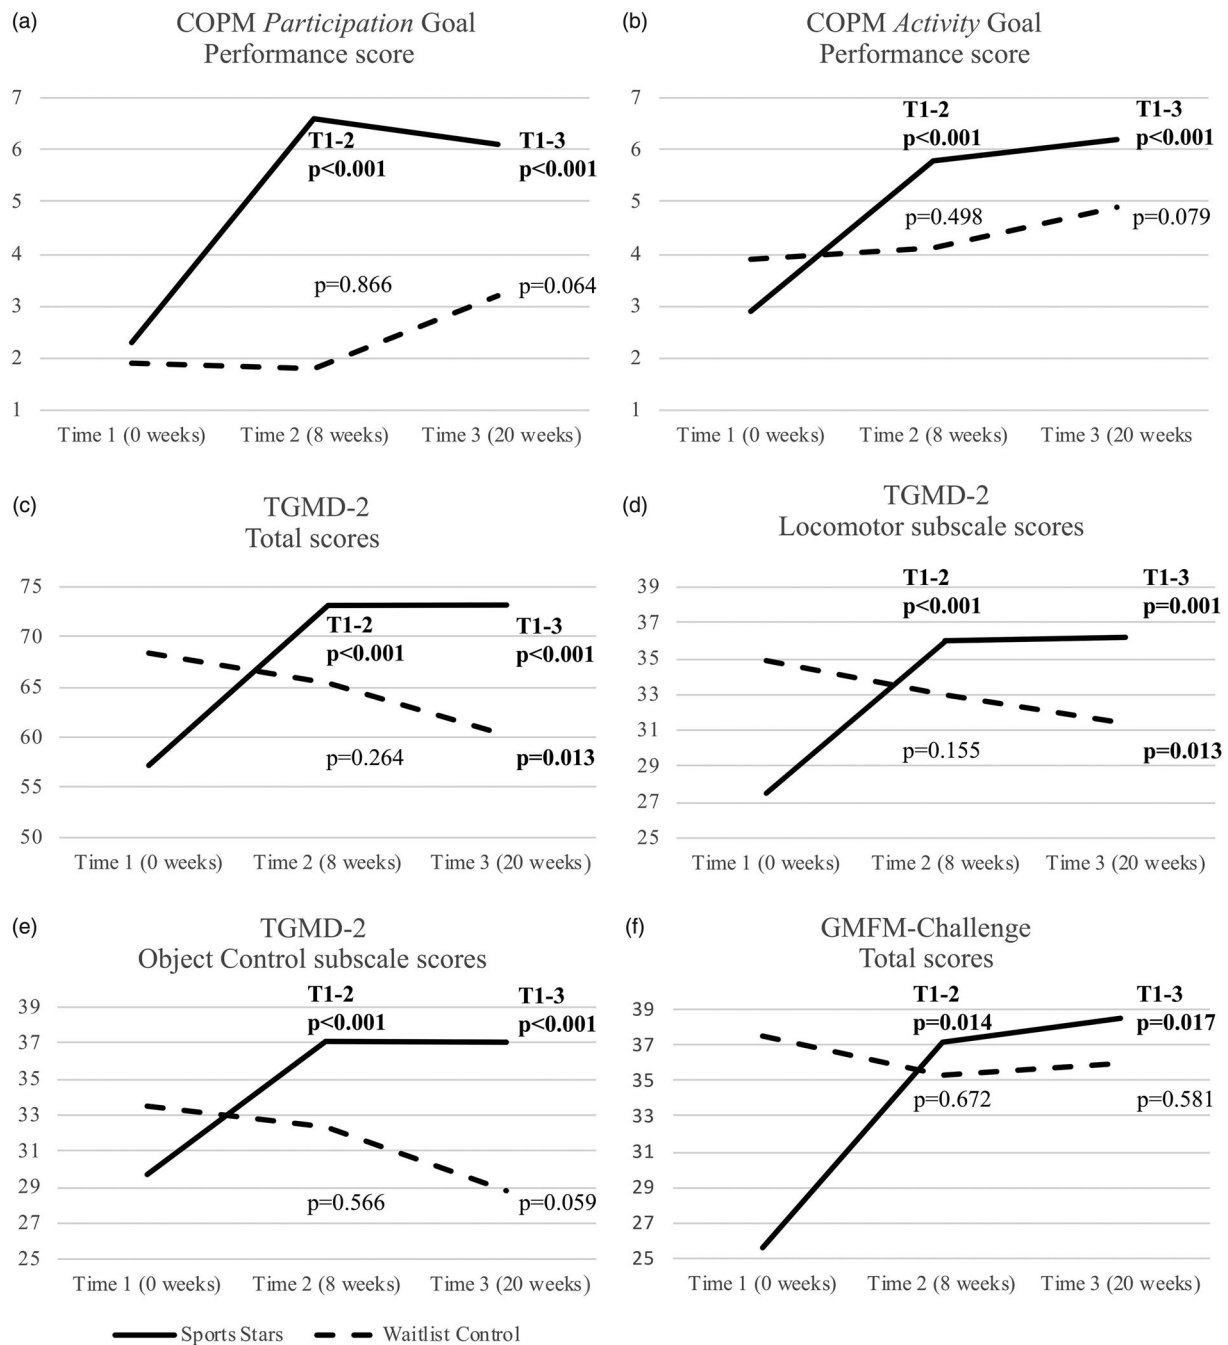 (a)
COPM Participation Goal
Performance score
7
6
5
4
3
2
1
T1-2
p<0.001
T1-3
p<0.001
p=0.866
p=0.064
Time 1 (0 weeks) Time 2 (8 weeks) Time 3 (20 weeks)
(b)
COPM Activity Goal
Performance score
7
6
5
4
3
2
1
T1-2
p<0.001
T1-3
p<0.001
p=0.498
p=0.079
Time 1 (0 weeks) Time 2 (8 weeks) Time 3 (20 weeks
(c)
TGMD-2
Total scores
75
70
65
60
55
50
T1-2
p<0.001
T1-3
p<0.001
p=0.264
p=0.013
Time 1 (0 weeks) Time 2 (8 weeks) Time 3 (20 weeks)
(d)
TGMD-2
Locomotor subscale scores
39
37
35
33
31
29
27
25
T1-2
p<0.001
T1-3
p=0.001
p=0.155
p=0.013
Time 1 (0 weeks) Time 2 (8 weeks) Time 3 (20 weeks)
(e)
TGMD-2
Object Control subscale scores
39
37
35
33
31
29
27
25
T1-2
p<0.001
T1-3
p<0.001
p=0.566
p=0.059
Time 1 (0 weeks) Time 2 (8 weeks) Time 3 (20 weeks)
(f)
GMFM-Challenge
Total scores
39
37
35
33
31
29
27
25
T1-2
p=0.014
T1-3
p=0.017
p=0.672
p=0.581
Time 1 (0 weeks) Time 2 (8 weeks) Time 3 (20 weeks)
Sports Stars Waitlist Control